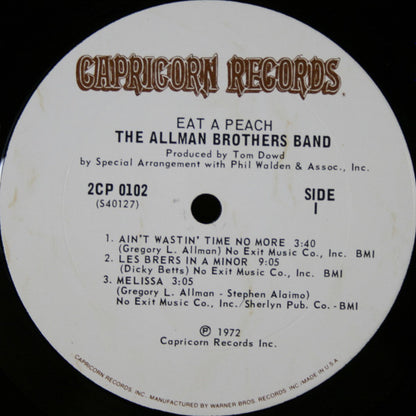 CAPRICORN RECORDS.
EAT A PEACH
THE ALLMAN BROTHERS BAND
Produced by Tom Dowd
by Special Arrangement with Phil Walden & Assoc., Inc.
2CP 0102
(S40127)
SIDE
I
1. AIN'T WASTIN' TIME NO MORE 3:40
(Gregory L. Allman) No Exit Music Co., Inc. BMI
2. LES BRERS IN A MINOR 9:05
(Dicky Betts) No Exit Music Co., Inc. BMI
3. MELISSA 3:05
(Gregory L. Allman - Stephen Alaimo)
No Exit Music Co., Inc./Sherlyn Pub. Co. - BMI
Ⓟ 1972
Capricorn Records Inc.
CAPRICORN RECORDS, INC. - MANUFACTURED BY WARNER BROS. RECORDS INC. - MADE IN U.S.A.